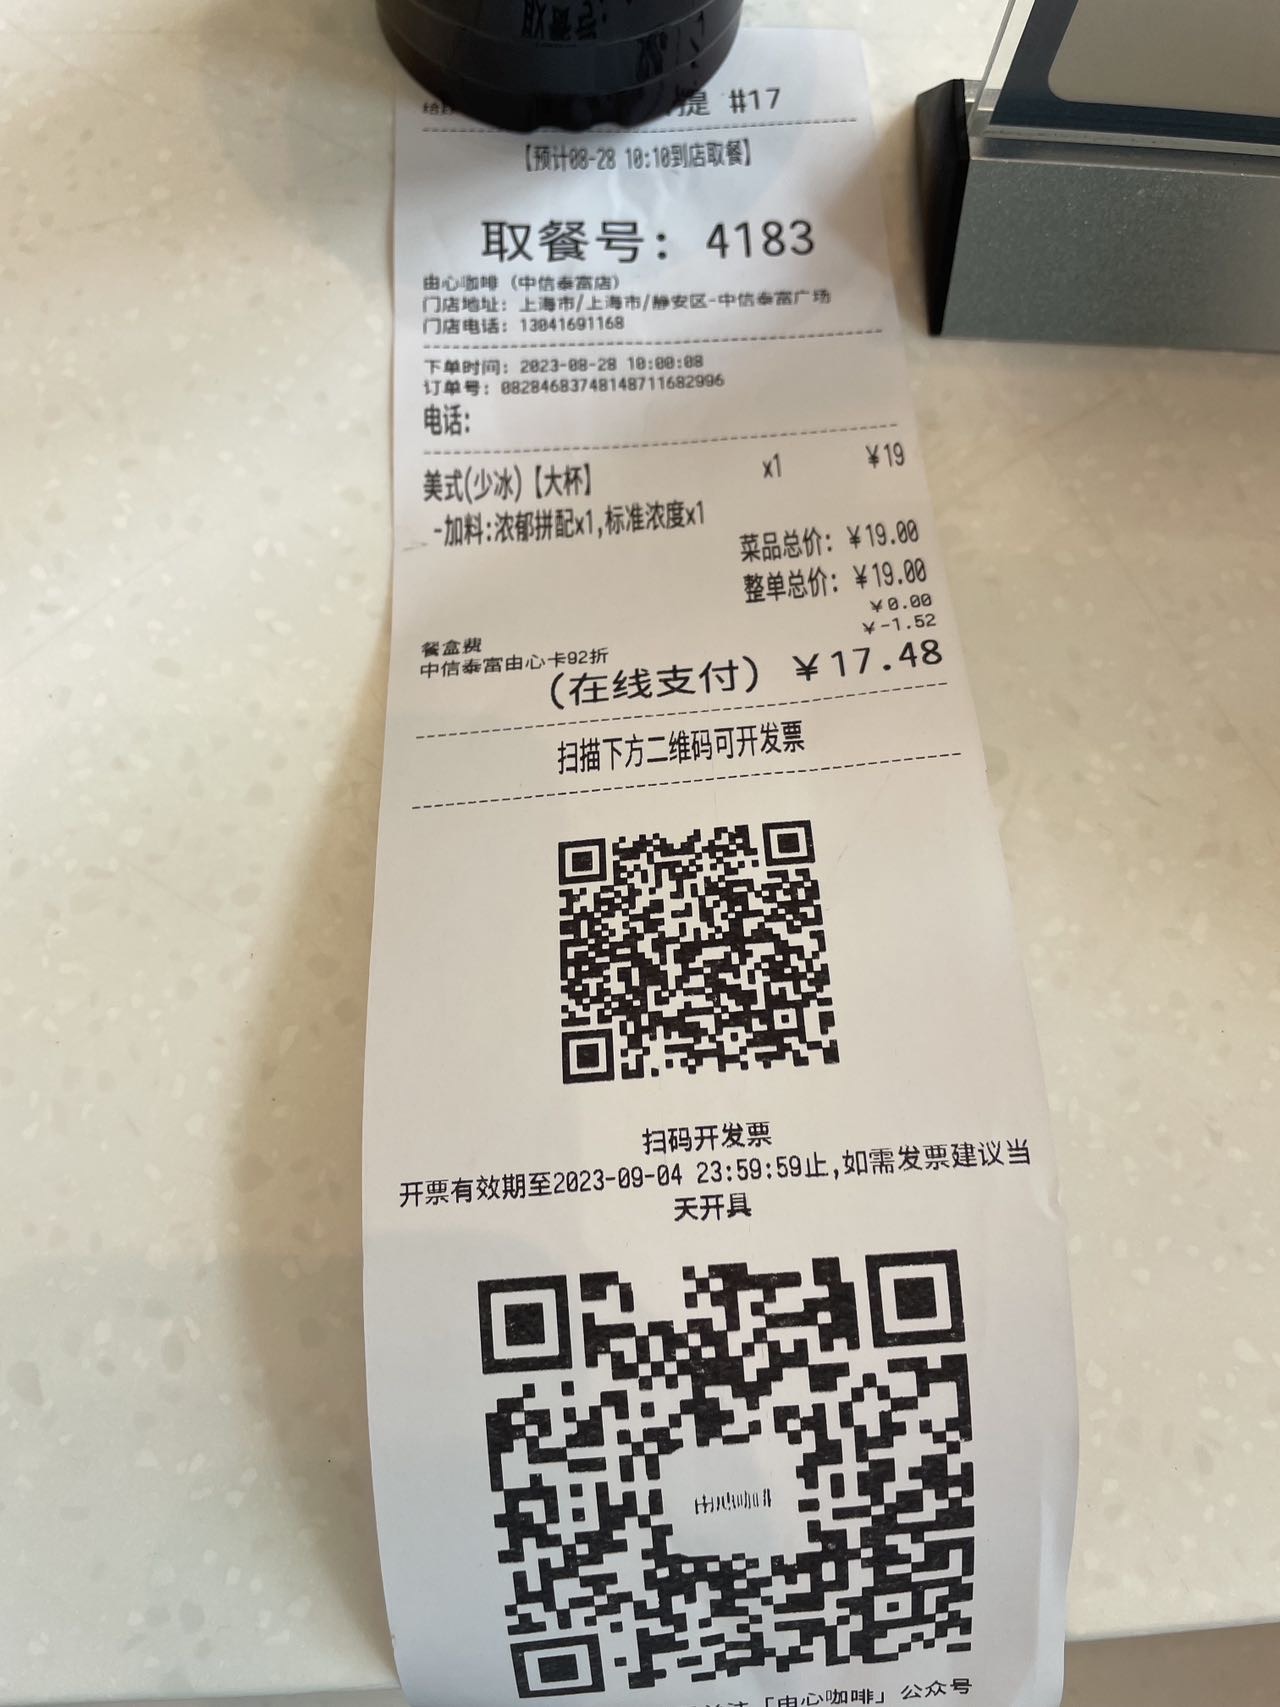 提 #17
【预计08-28 10:10到店取餐】
取餐号: 4183
由心咖啡 (中信泰富店)
门店地址: 上海市/上海市/静安区-中信泰富广场
门店电话: 13041691168
下单时间: 2023-08-28 10:00:08
订单号: 0828468374814871168​2996
电话:
美式(少冰)【大杯】 x1 ¥19
-加料:浓郁拼配x1,标准浓度x1
菜品总价: ¥19.00
整单总价: ¥19.00
餐盒费 ¥0.00
中信泰富由心卡92折 ¥-1.52
(在线支付) ¥17.48
扫描下方二维码可开发票
扫码开发票
开票有效期至2023-09-04 23:59:59止,如需发票建议当
天开具
由心咖啡
「由心咖啡」公众号